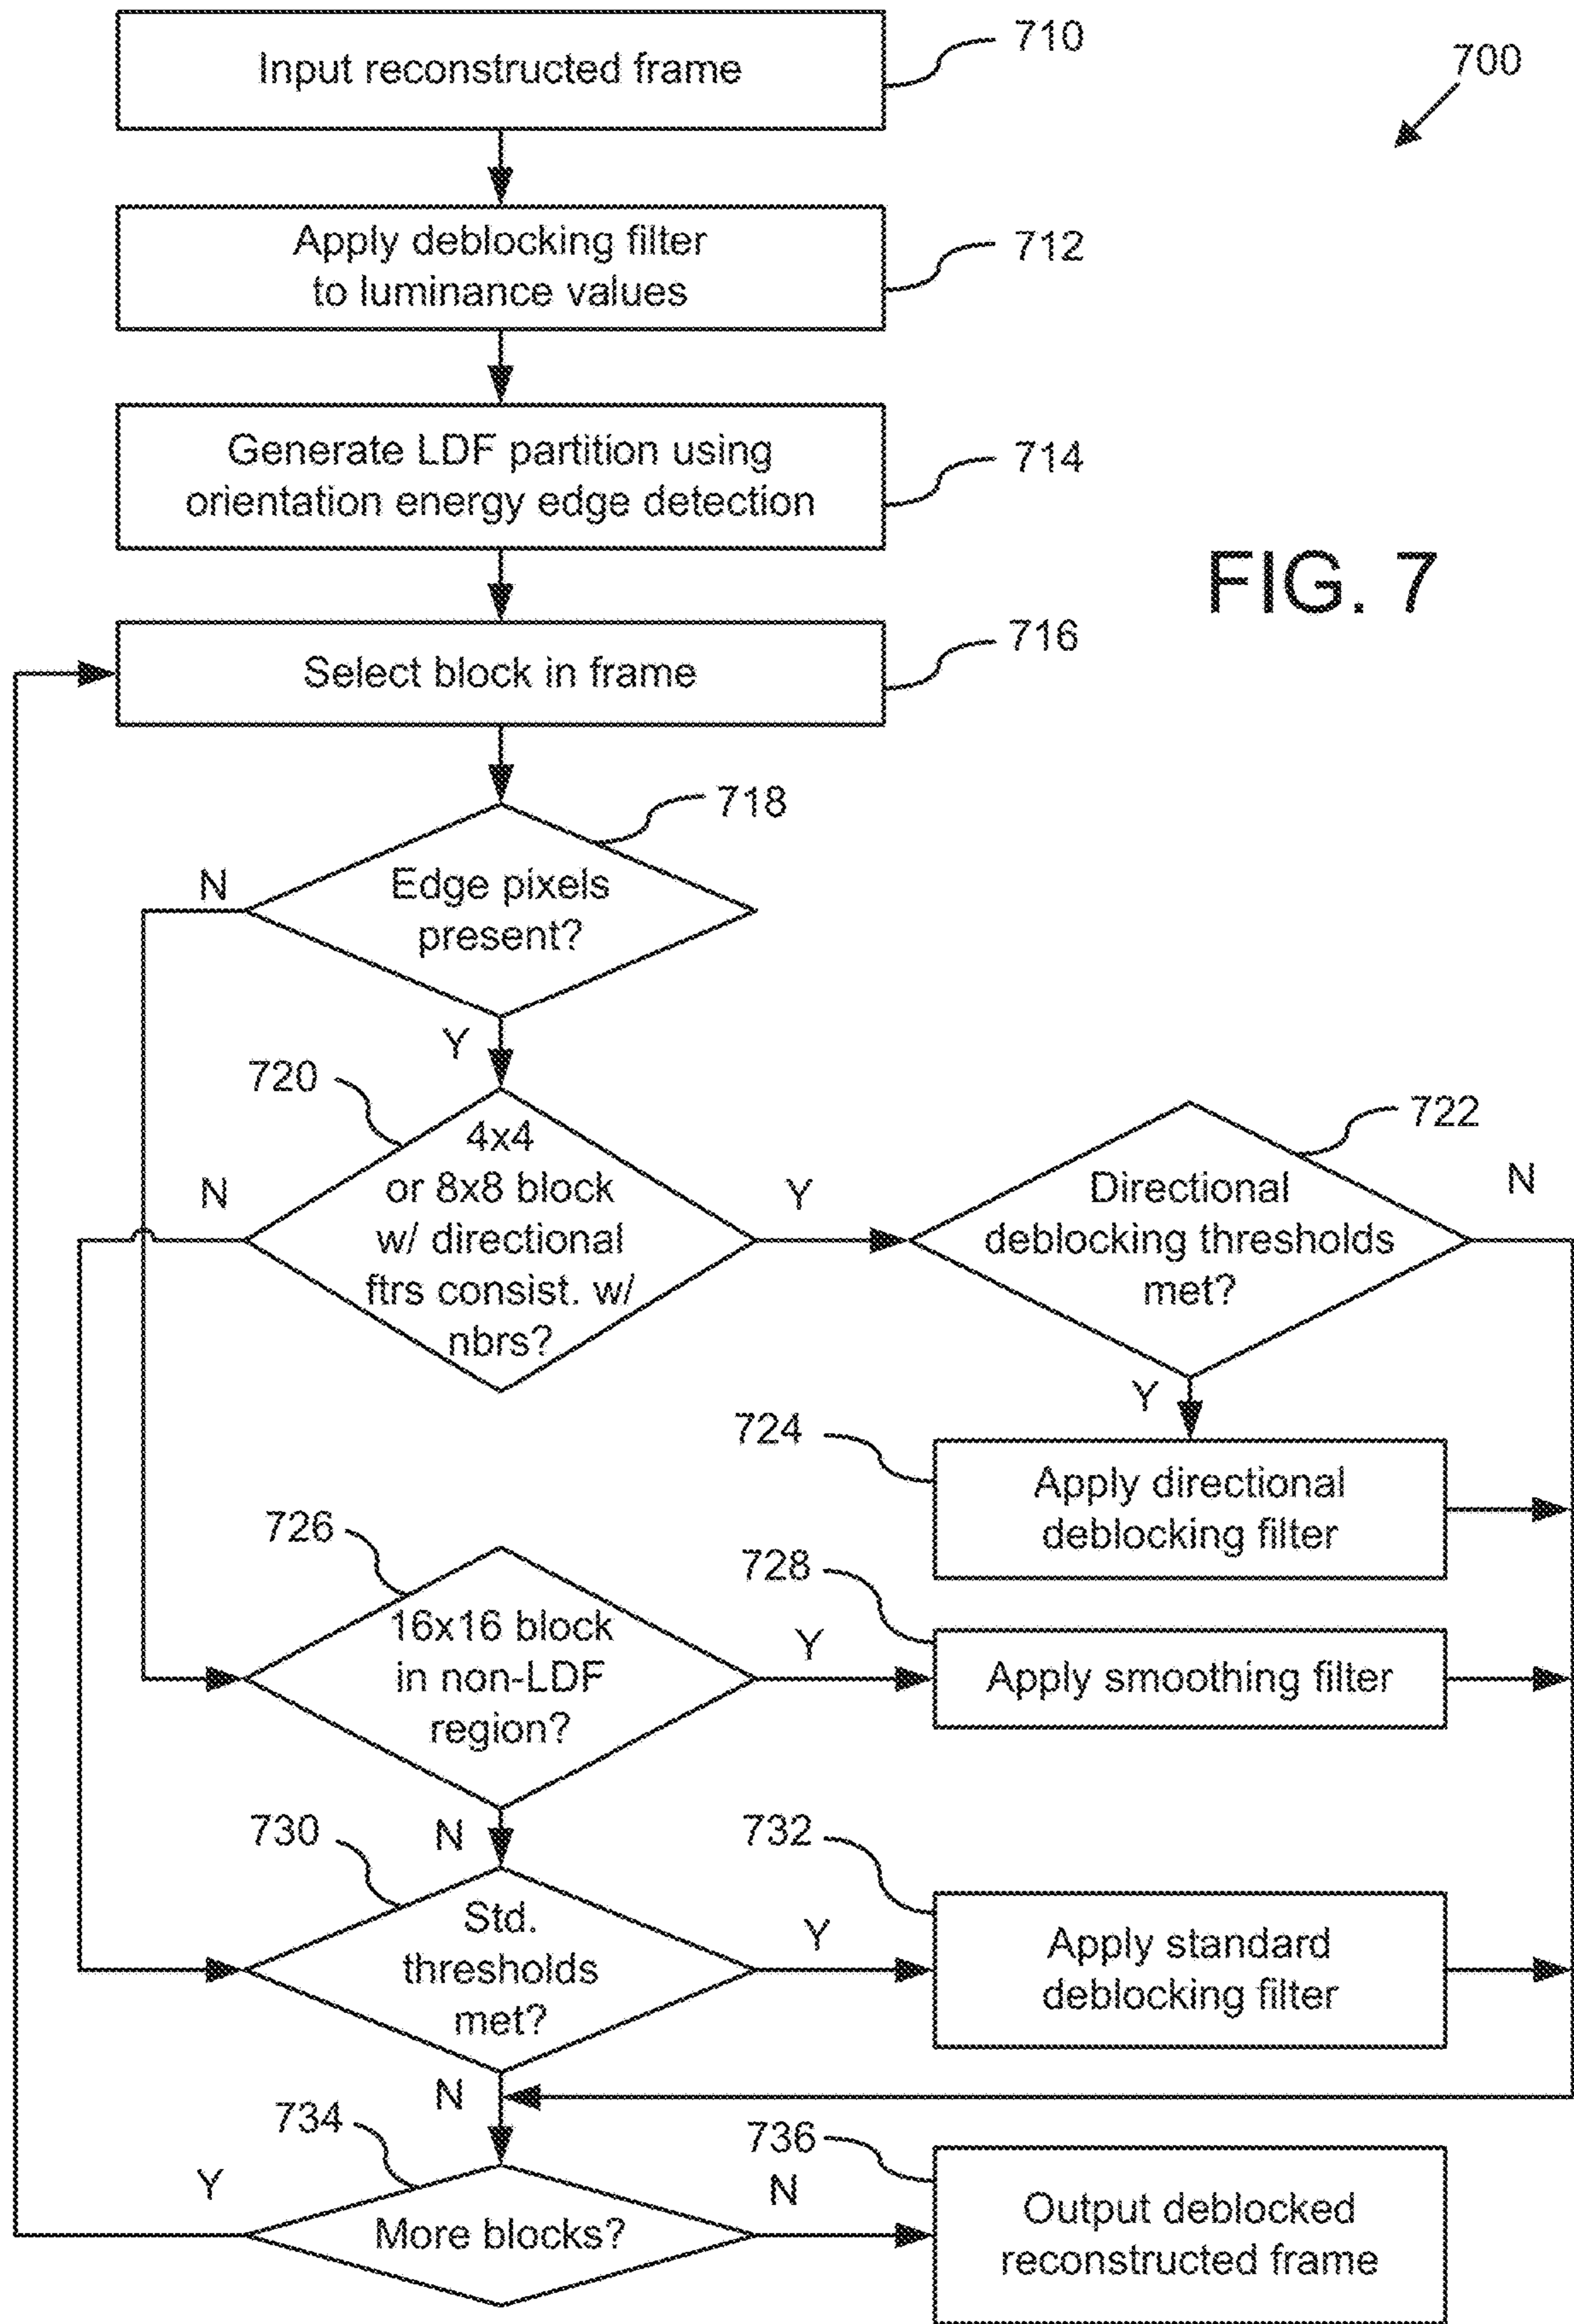 Input reconstructed frame
710
700
Apply deblocking filter
to luminance values
712
Generate LDF partition using
orientation energy edge detection
714
FIG. 7
Select block in frame
716
718
Edge pixels
present?
N
Y
720
4x4
or 8x8 block
w/ directional
ftrs consist. w/
nbrs?
N
Y
722
Directional
deblocking thresholds
met?
N
Y
724
Apply directional
deblocking filter
726
16x16 block
in non-LDF
region?
Y
728
Apply smoothing filter
N
730
Std.
thresholds
met?
Y
732
Apply standard
deblocking filter
N
734
More blocks?
Y
N
736
Output deblocked
reconstructed frame